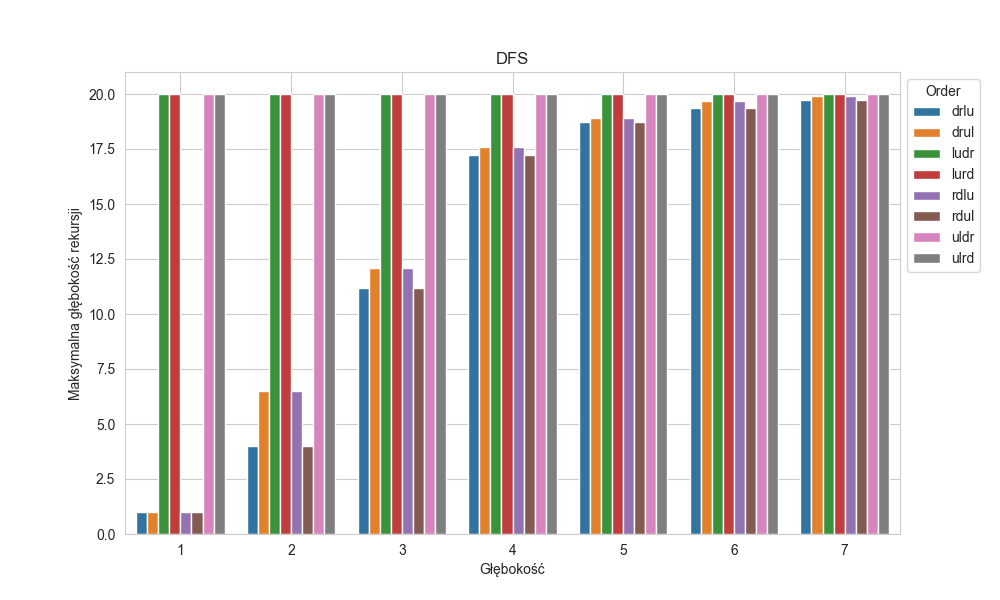 DFS
Maksymalna głębokość rekursji
20.0
17.5
15.0
12.5
10.0
7.5
5.0
2.5
0.0
1 2 3 4 5 6 7
Głębokość
Order
drlu
drul
ludr
lurd
rdlu
rdul
uldr
ulrd